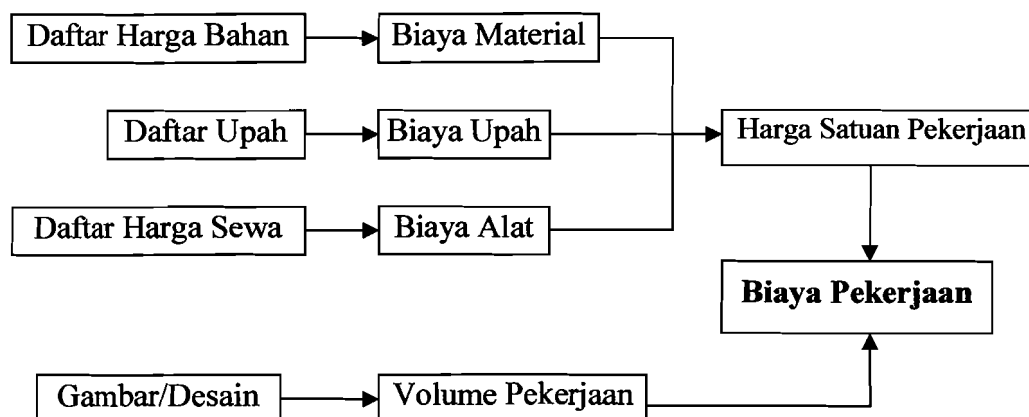 Daftar Harga Bahan
Biaya Material
Daftar Upah
Biaya Upah
Harga Satuan Pekerjaan
Daftar Harga Sewa
Biaya Alat
Biaya Pekerjaan
Gambar/Desain
Volume Pekerjaan